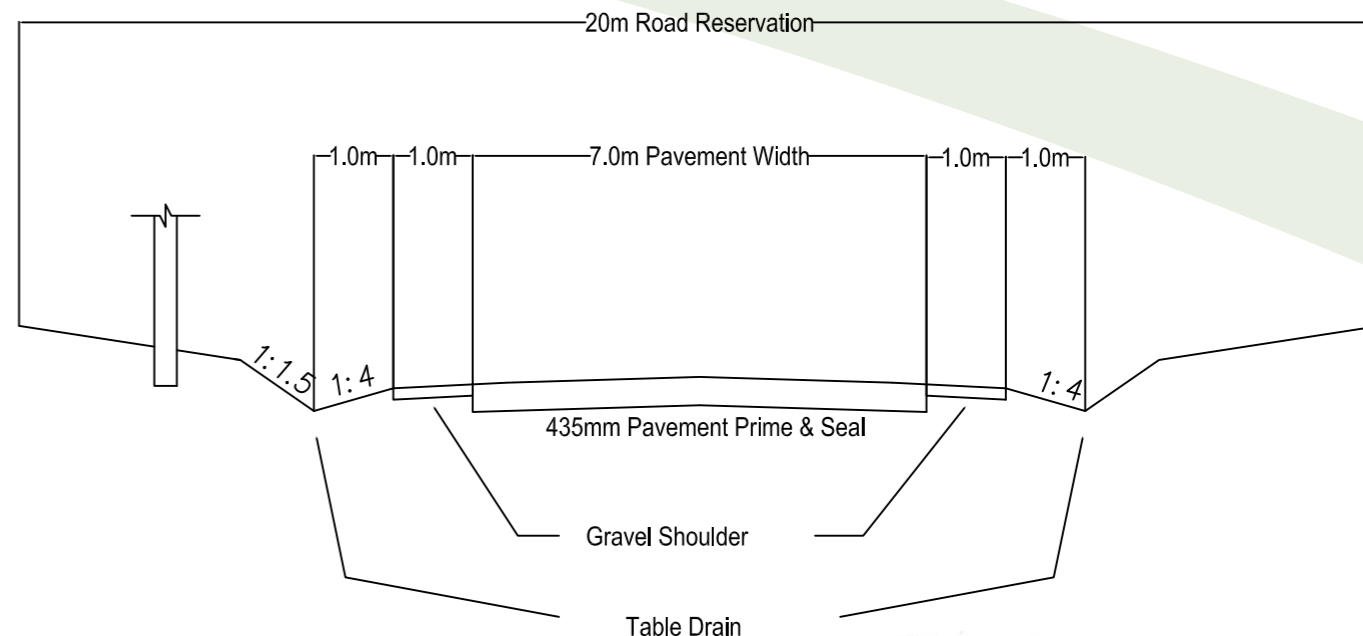 20m Road Reservation
1.0m 1.0m 7.0m Pavement Width 1.0m 1.0m
1:1.5 1:4 1:4
435mm Pavement Prime & Seal
Gravel Shoulder
Table Drain